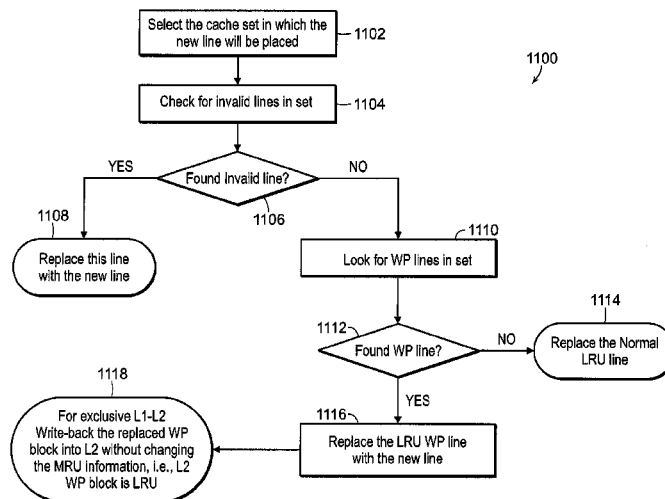 Select the cache set in which the
new line will be placed
1102
1100
Check for invalid lines in set
1104
YES
Found Invalid line?
NO
1106
1108
Replace this line
with the new line
1110
Look for WP lines in set
1112
Found WP line?
NO
1114
Replace the Normal
LRU line
YES
1118
For exclusive L1-L2
Write-back the replaced WP
block into L2 without changing
the MRU information, i.e., L2
WP block is LRU
1116
Replace the LRU WP line
with the new line